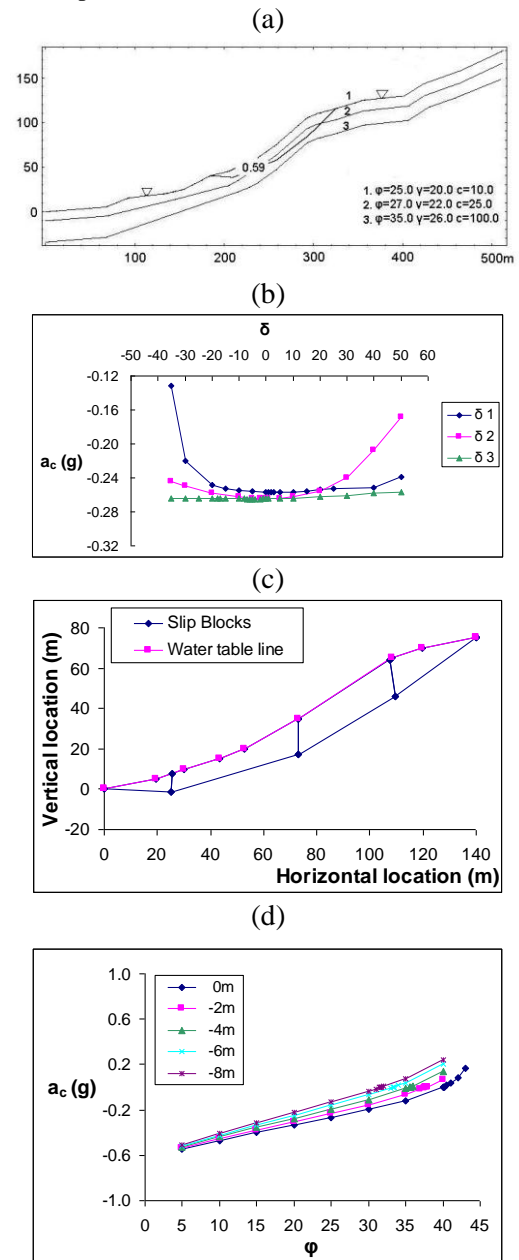 (a)
150
100
50
0
1
2
3
0.59
1. φ=25.0 γ=20.0 c=10.0
2. φ=27.0 γ=22.0 c=25.0
3. φ=35.0 γ=26.0 c=100.0
100 200 300 400 500m
(b)
δ
-50 -40 -30 -20 -10 0 10 20 30 40 50 60
-0.12
-0.16
-0.20
-0.24
-0.28
-0.32
a_c (g)
δ 1
δ 2
δ 3
(c)
Vertical location (m)
80
60
40
20
0
-20
Slip Blocks
Water table line
0 20 40 60 80 100 120 140
Horizontal location (m)
(d)
a_c (g)
1.0
0.6
0.2
-0.2
-0.6
-1.0
0m
-2m
-4m
-6m
-8m
0 5 10 15 20 25 30 35 40 45
φ